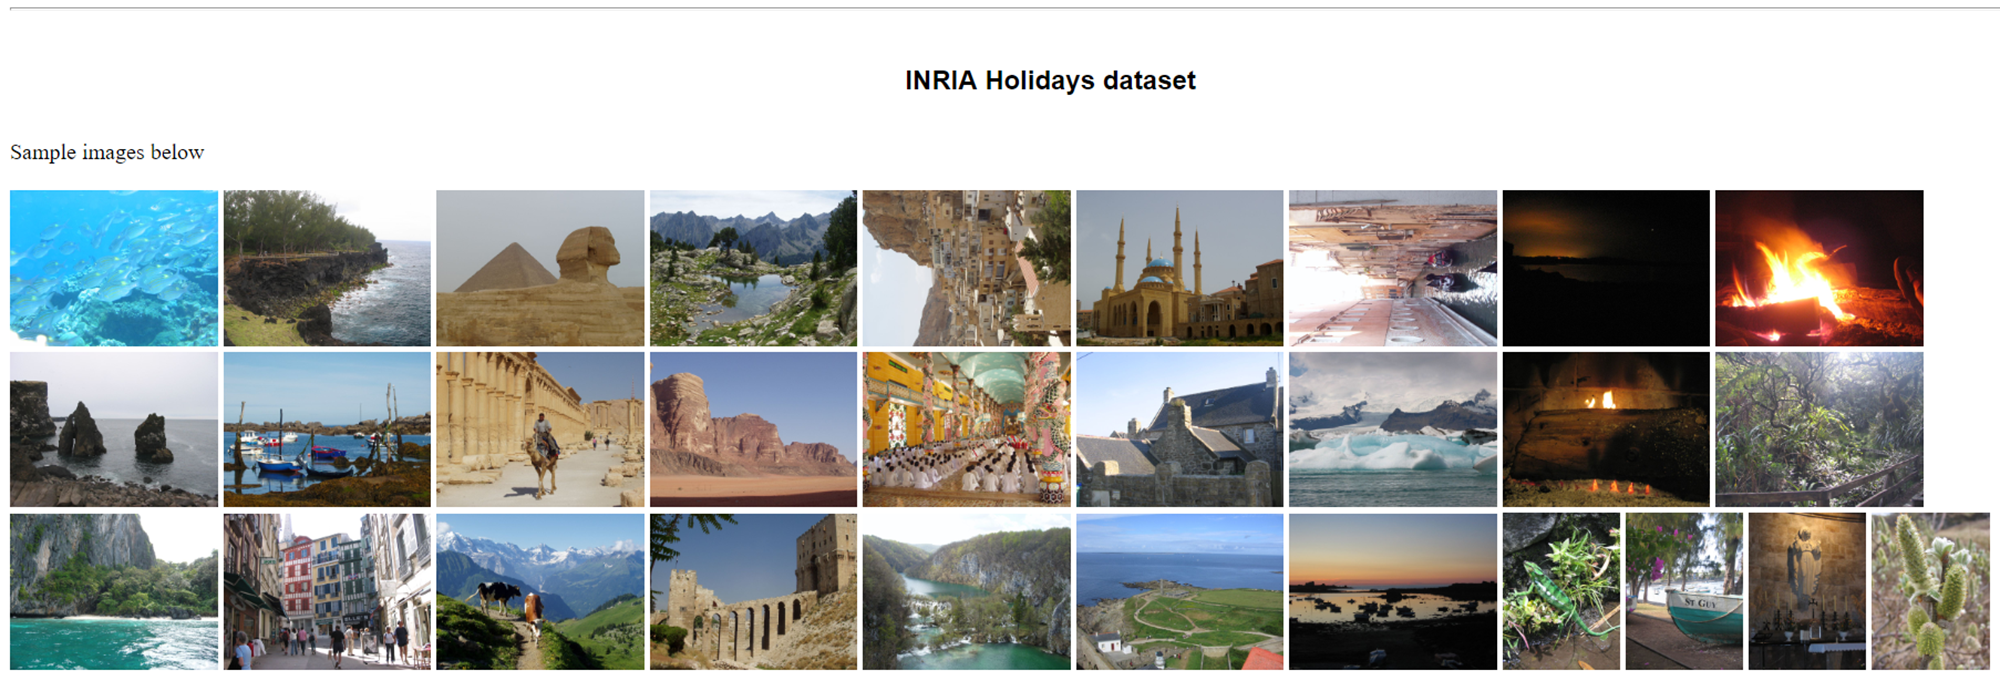 INRIA Holidays dataset
Sample images below
ST GUY